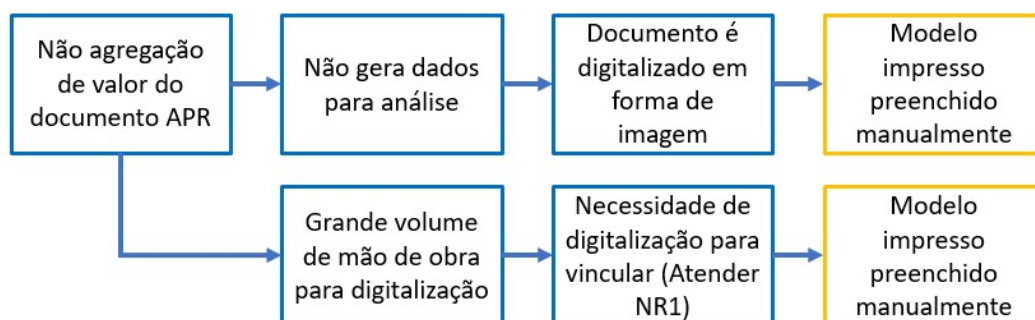 Não agregação
de valor do
documento APR
Não gera dados
para análise
Documento é
digitalizado em
forma de
imagem
Modelo
impresso
preenchido
manualmente
Grande volume
de mão de obra
para digitalização
Necessidade de
digitalização para
vincular (Atender
NR1)
Modelo
impresso
preenchido
manualmente